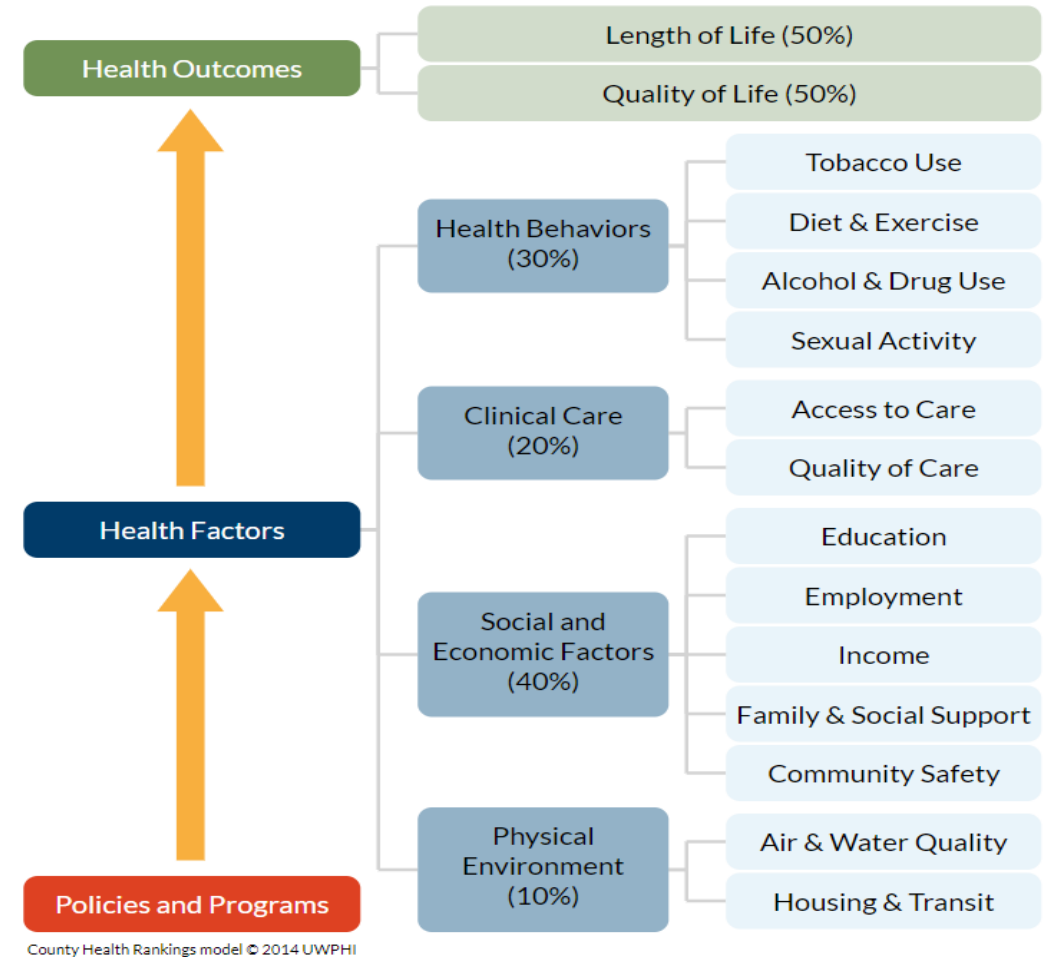 Health Outcomes
Length of Life (50%)
Quality of Life (50%)
Health Factors
Health Behaviors
(30%)
Tobacco Use
Diet & Exercise
Alcohol & Drug Use
Sexual Activity
Clinical Care
(20%)
Access to Care
Quality of Care
Social and
Economic Factors
(40%)
Education
Employment
Income
Family & Social Support
Community Safety
Physical
Environment
(10%)
Air & Water Quality
Housing & Transit
Policies and Programs
County Health Rankings model © 2014 UWPHI